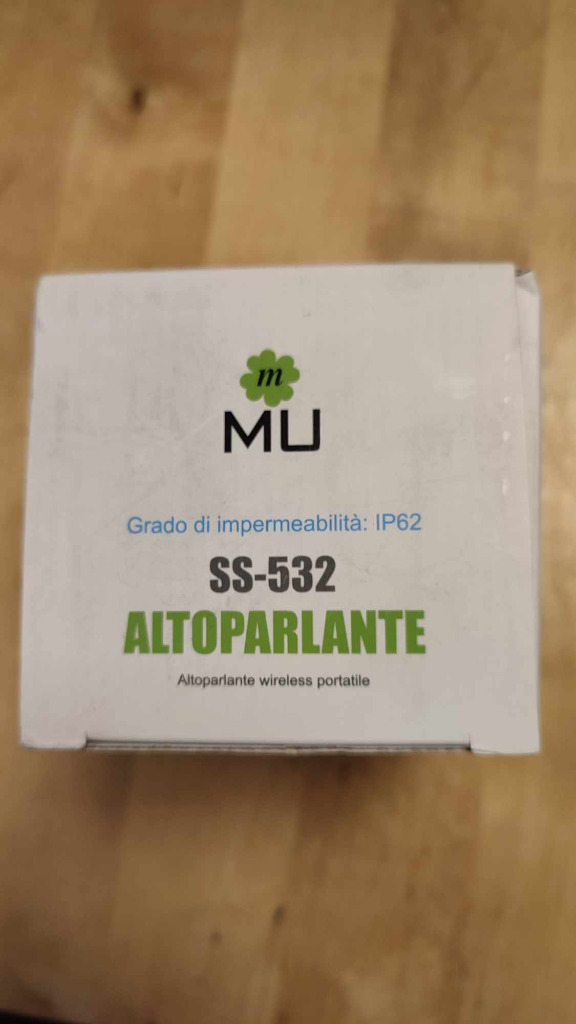 m
MU
Grado di impermeabilità: IP62
SS-532
ALTOPARLANTE
Altoparlante wireless portatile